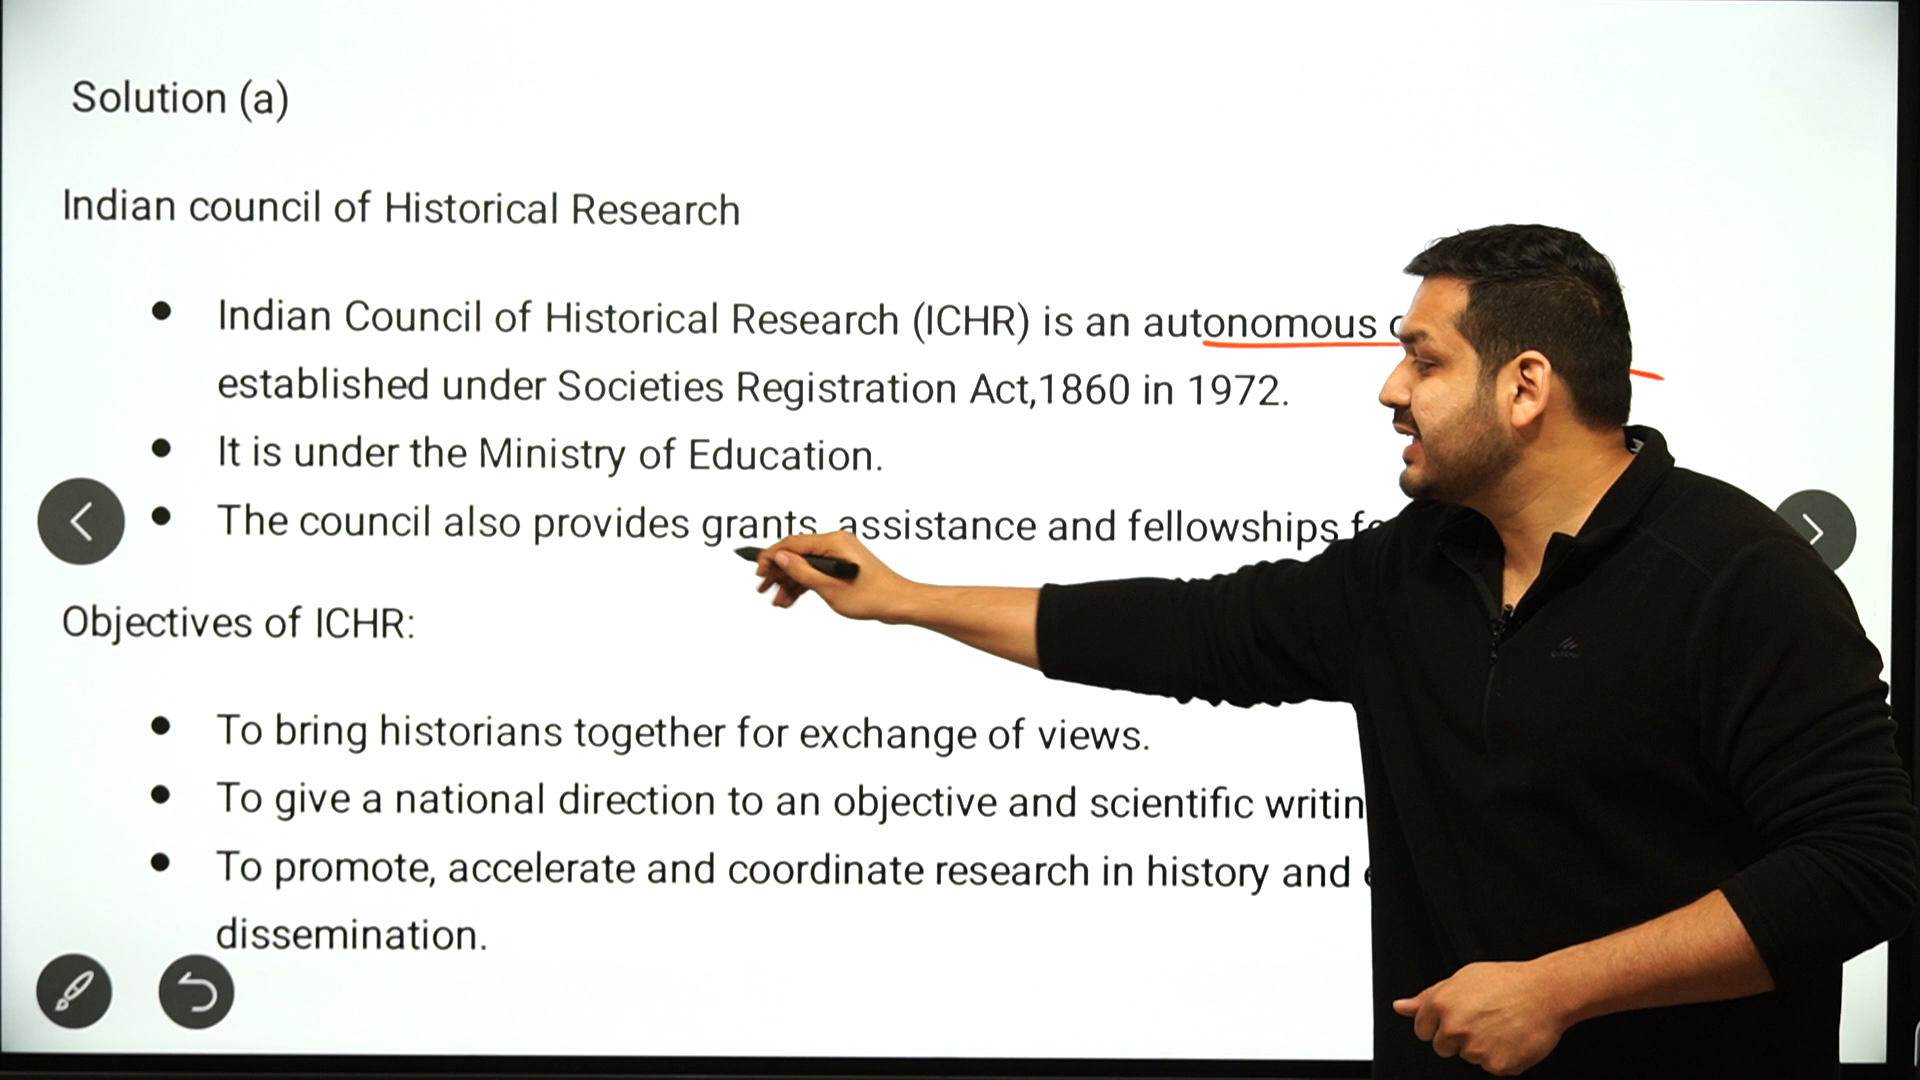 Solution (a)
Indian council of Historical Research
Indian Council of Historical Research (ICHR) is an autonomous
established under Societies Registration Act,1860 in 1972.
It is under the Ministry of Education.
The council also provides grants, assistance and fellowships
Objectives of ICHR:
To bring historians together for exchange of views.
To give a national direction to an objective and scientific
To promote, accelerate and coordinate research in history and
dissemination.